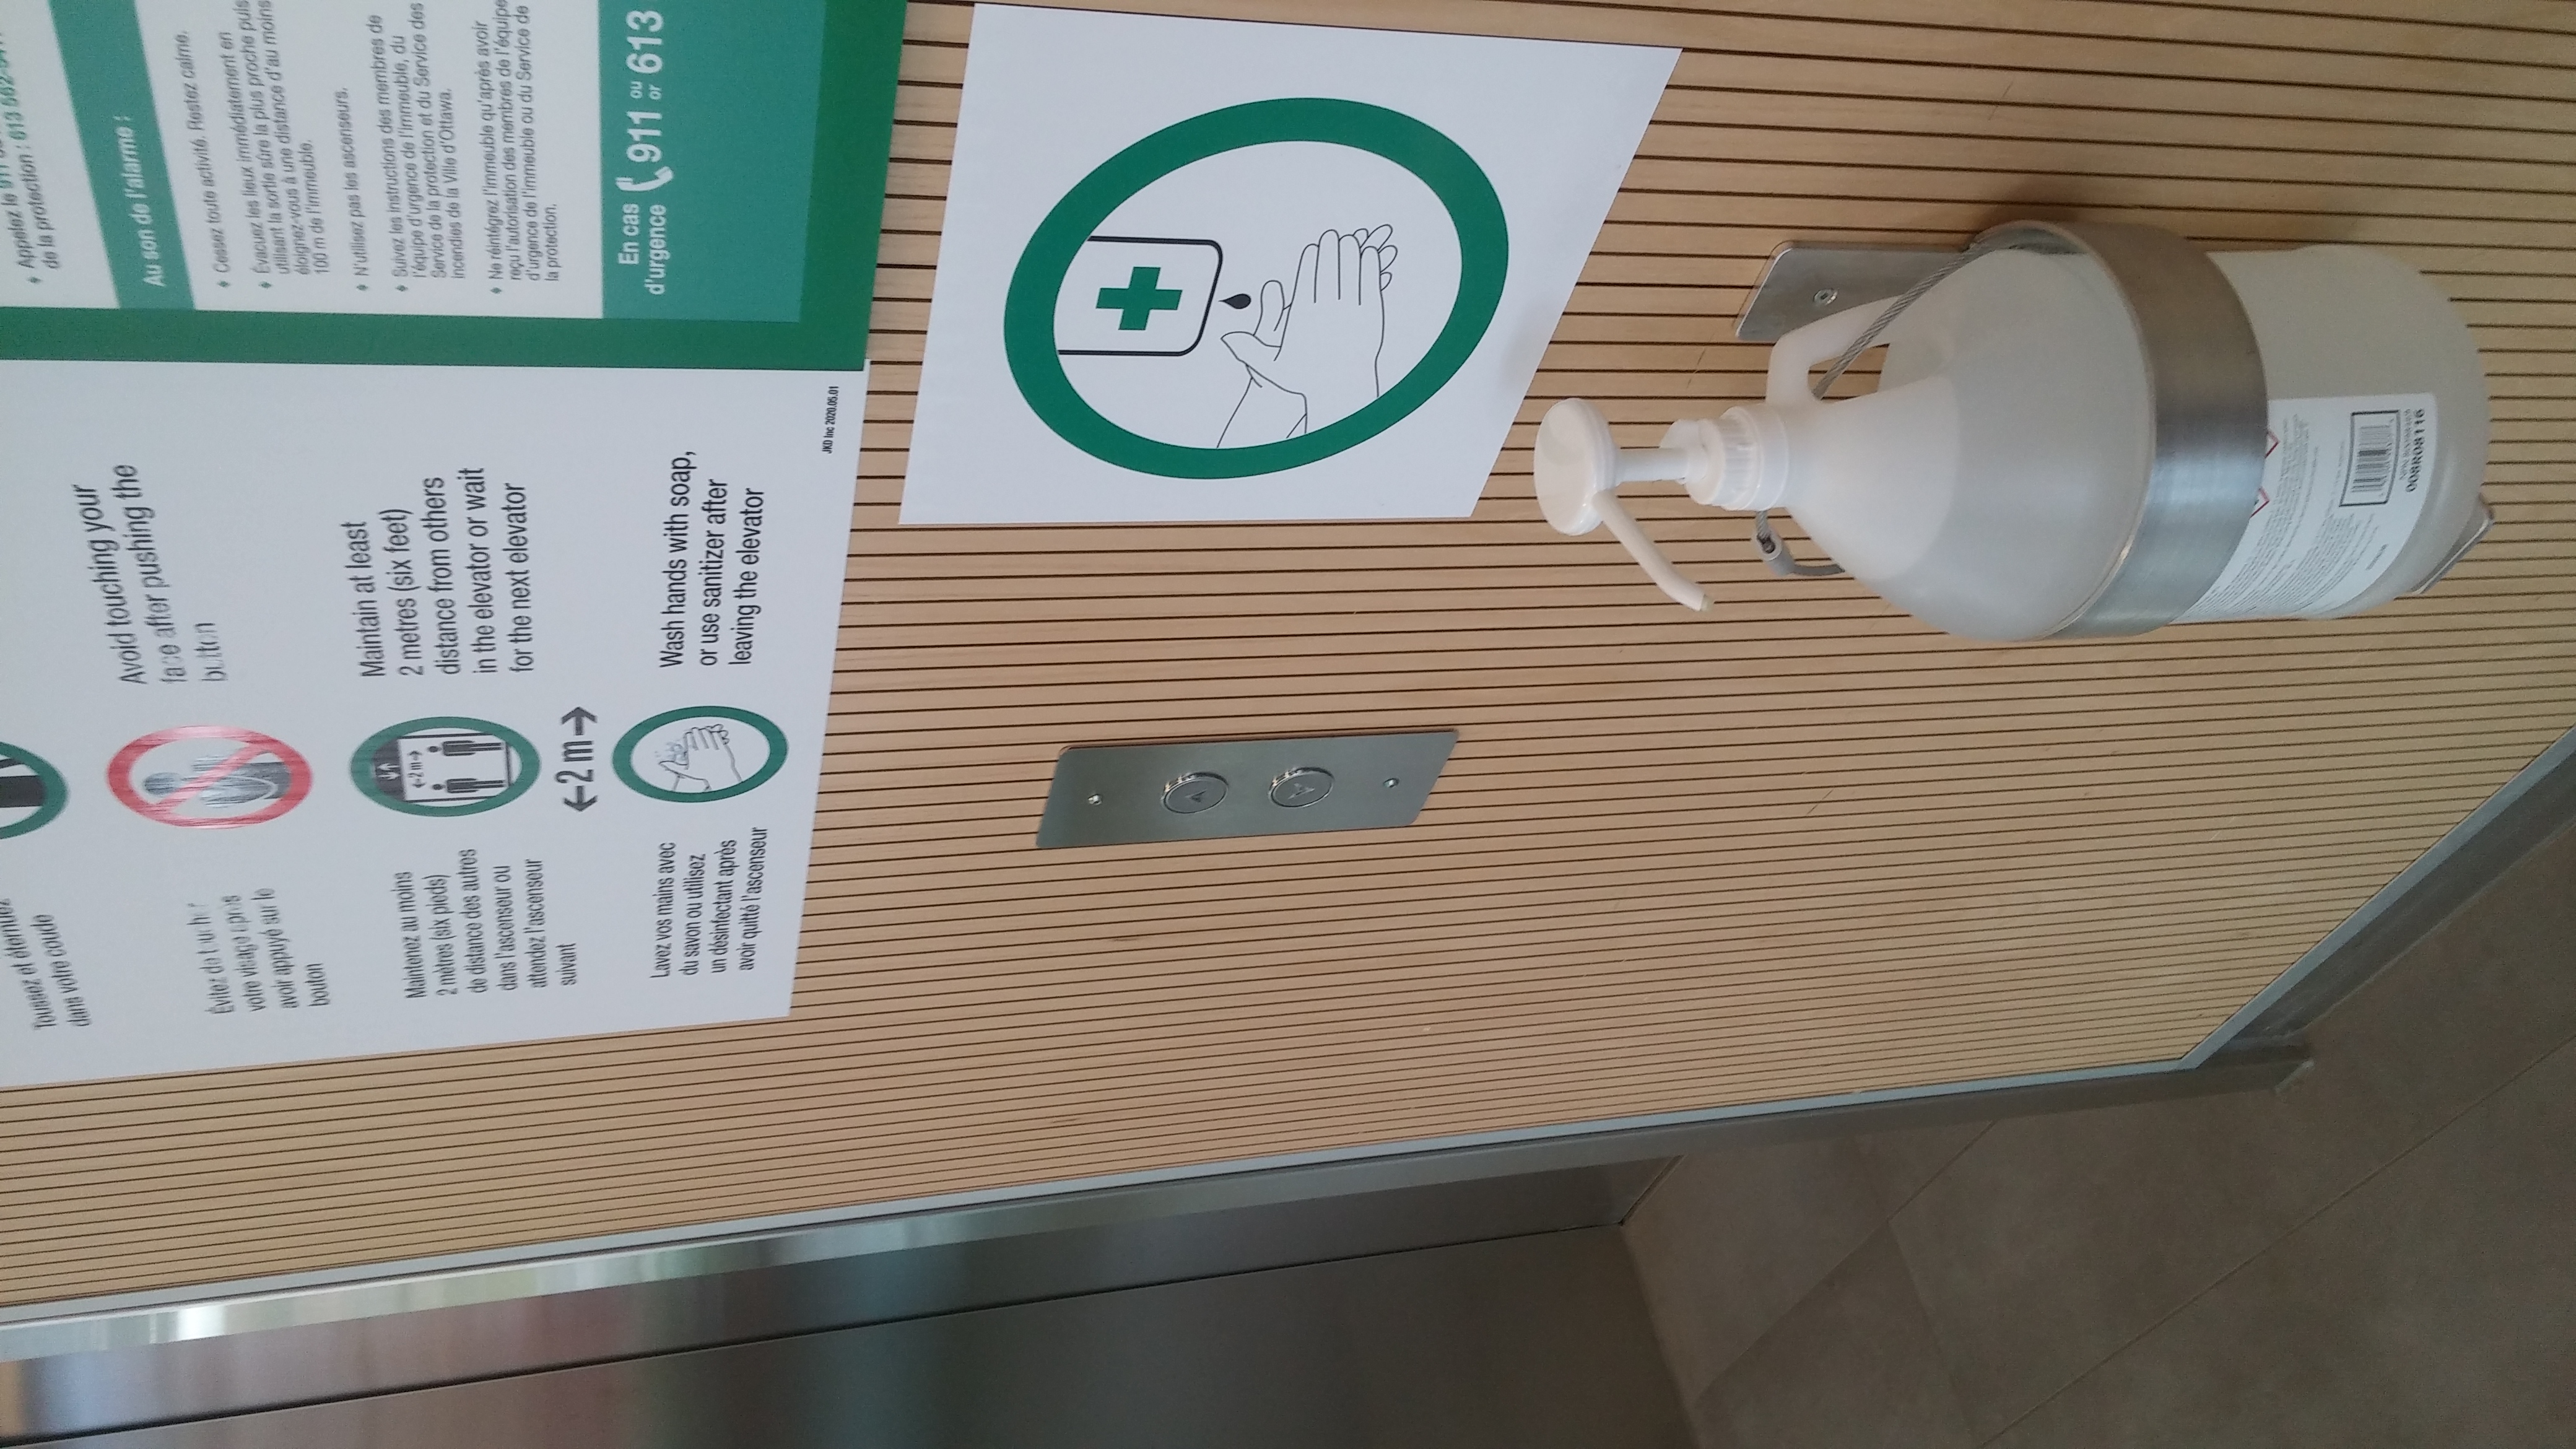 Toussez et éternuez
dans votre coude
Évitez de toucher
votre visage après
avoir appuyé sur le
bouton
Avoid touching your
face after pushing the
button
Maintenez au moins
2 mètres (six pieds)
de distance des autres
dans l'ascenseur ou
attendez l'ascenseur
suivant
←2 m→
Maintain at least
2 metres (six feet)
distance from others
in the elevator or wait
for the next elevator
←2 m→
Lavez vos mains avec
du savon ou utilisez
un désinfectant après
avoir quitté l'ascenseur
Wash hands with soap,
or use sanitizer after
leaving the elevator
JKD Inc 2020.05.01
Appelez le 911
de la protection : 613 562-
Au son de l'alarme :
Cessez toute activité. Restez calme.
Évacuez les lieux immédiatement en
utilisant la sortie sûre la plus proche puis
éloignez-vous à une distance d'au moins
100 m de l'immeuble.
N'utilisez pas les ascenseurs.
Suivez les instructions des membres de
l'équipe d'urgence de l'immeuble, du
Service de la protection et du Service des
incendies de la Ville d'Ottawa.
Ne réintégrez l'immeuble qu'après avoir
reçu l'autorisation des membres de l'équipe
d'urgence de l'immeuble ou du Service de
la protection.
En cas
d'urgence
911 ou or 613
008R08116